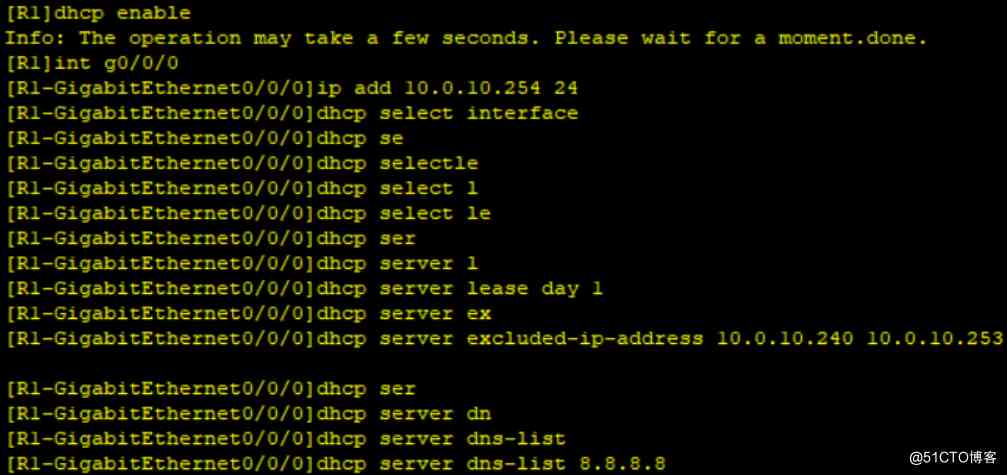 [R1]dhcp enable
Info: The operation may take a few seconds. Please wait for a moment.done.
[R1]int g0/0/0
[R1-GigabitEthernet0/0/0]ip add 10.0.10.254 24
[R1-GigabitEthernet0/0/0]dhcp select interface
[R1-GigabitEthernet0/0/0]dhcp se
[R1-GigabitEthernet0/0/0]dhcp selectle
[R1-GigabitEthernet0/0/0]dhcp select l
[R1-GigabitEthernet0/0/0]dhcp select le
[R1-GigabitEthernet0/0/0]dhcp ser
[R1-GigabitEthernet0/0/0]dhcp server l
[R1-GigabitEthernet0/0/0]dhcp server lease day 1
[R1-GigabitEthernet0/0/0]dhcp server ex
[R1-GigabitEthernet0/0/0]dhcp server excluded-ip-address 10.0.10.240 10.0.10.253
[R1-GigabitEthernet0/0/0]dhcp ser
[R1-GigabitEthernet0/0/0]dhcp server dn
[R1-GigabitEthernet0/0/0]dhcp server dns-list
[R1-GigabitEthernet0/0/0]dhcp server dns-list 8.8.8.8
@51CTO博客